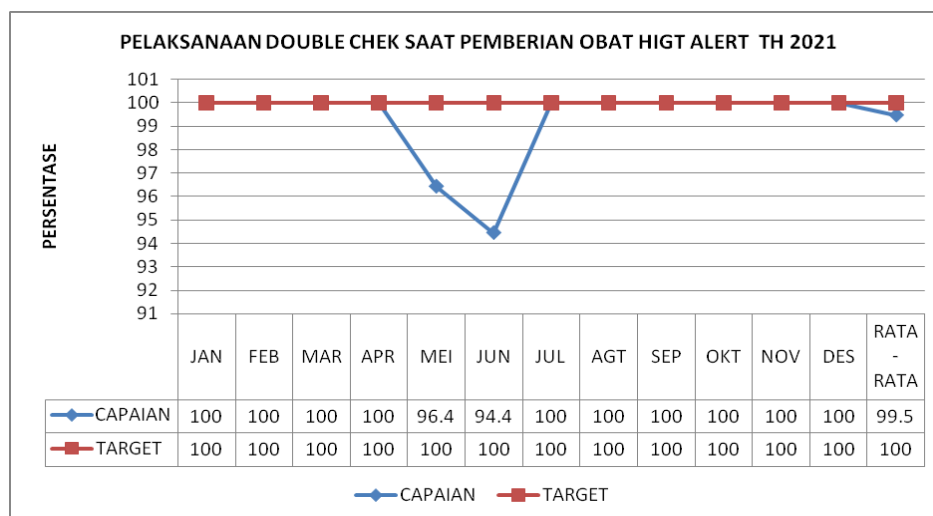 PELAKSANAAN DOUBLE CHEK SAAT PEMBERIAN OBAT HIGT ALERT TH 2021
PERSENTASE
101
100
99
98
97
96
95
94
93
92
91
JAN FEB MAR APR MEI JUN JUL AGT SEP OKT NOV DES RATA
-
RATA
CAPAIAN 100 100 100 100 96.4 94.4 100 100 100 100 100 100 99.5
TARGET 100 100 100 100 100 100 100 100 100 100 100 100 100
CAPAIAN TARGET